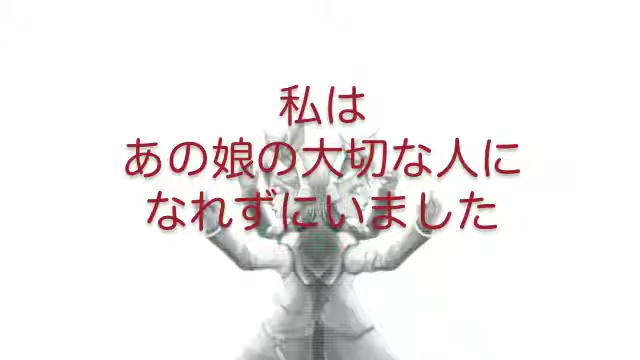 私は
あの娘の大切な人に
なれずにいました